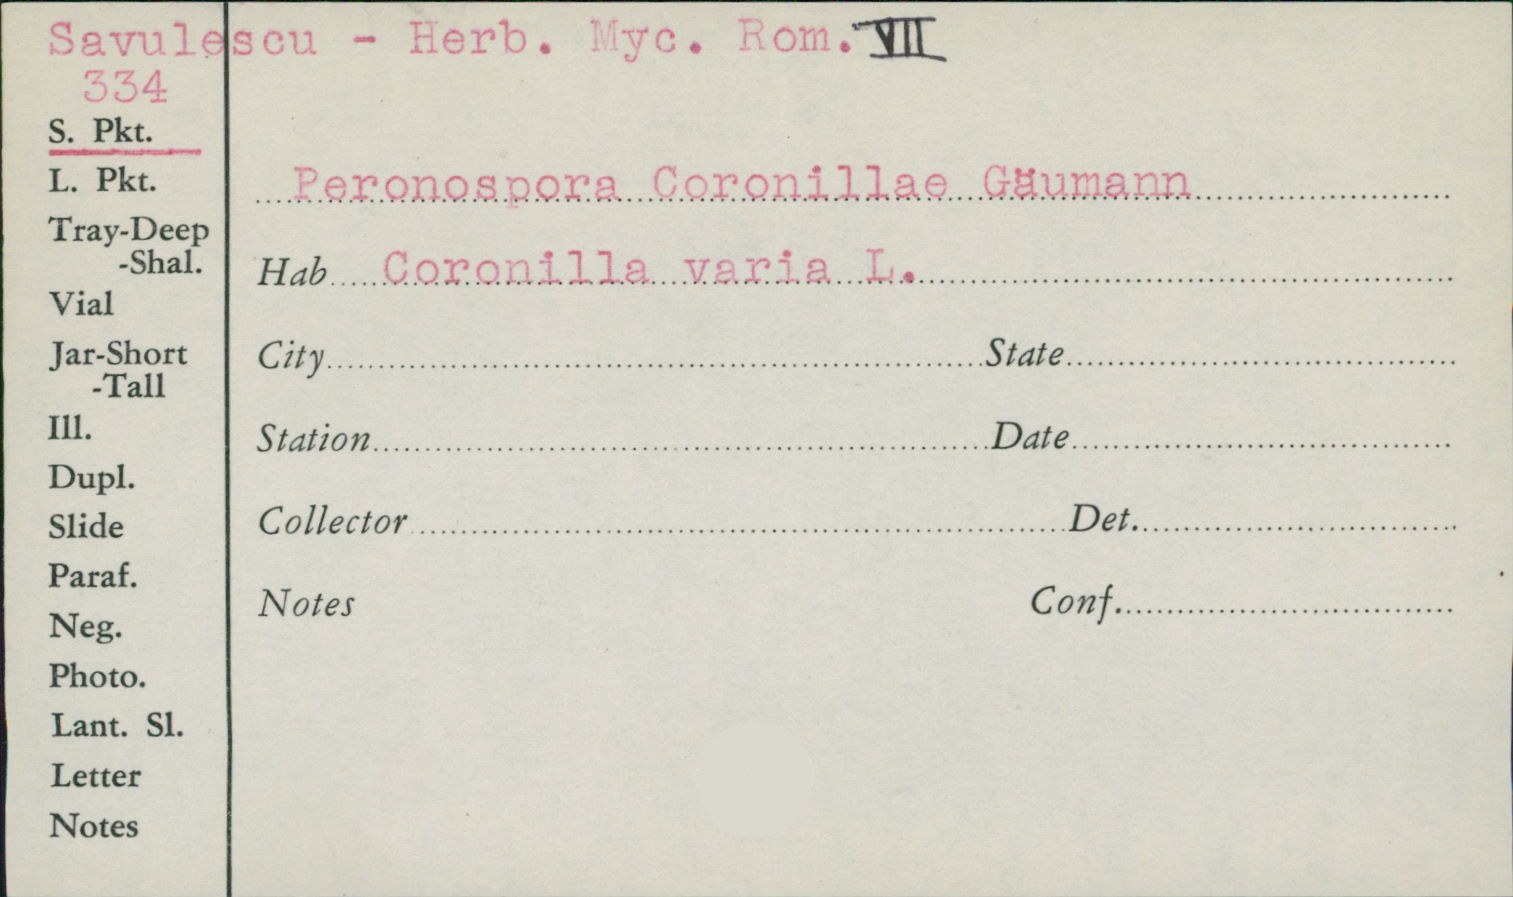 Savulescu - Herb. Myc. Rom. VII
334
S. Pkt.
L. Pkt.
Tray-Deep
-Shal.
Vial
Jar-Short
-Tall
Ill.
Dupl.
Slide
Paraf.
Neg.
Photo.
Lant. Sl.
Letter
Notes
Peronospora Coronillae Gäumann
Hab Coronilla varia L.
City State
Station Date
Collector Det.
Notes Conf.